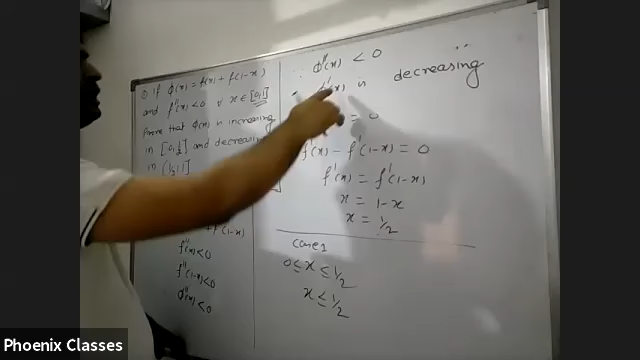 ① If φ(x) = f(x) + f(1-x)
and f''(x) < 0 ∀ x ∈ [0,1]
Prove that φ(x) is increasing
in [0,½] and decreasing
in (½,1]
+ f(1-x)
f''(x) < 0
f''(1-x) < 0
φ''(x) < 0
∵ φ''(x) < 0
is decreasing
= 0
f'(x) - f'(1-x) = 0
f'(x) = f'(1-x)
x = 1-x
x = 1/2
case 1
0 ≤ x ≤ 1/2
x ≤ 1/2
Phoenix Classes